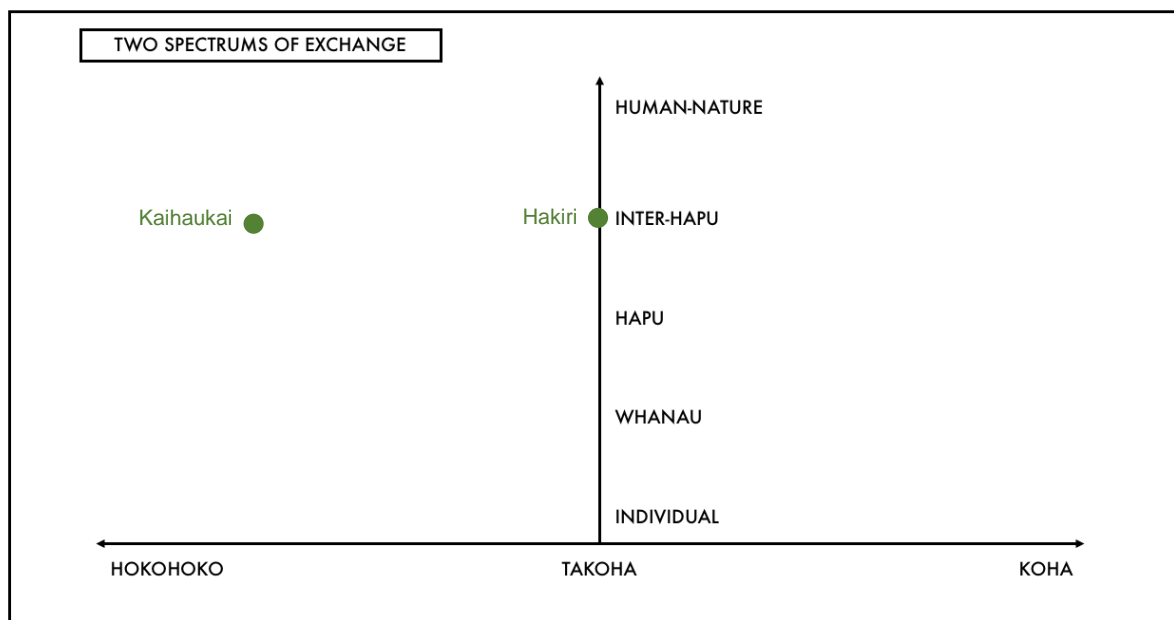 TWO SPECTRUMS OF EXCHANGE
HUMAN-NATURE
Kaihaukai
Hakiri
INTER-HAPU
HAPU
WHANAU
INDIVIDUAL
HOKOHOKO
TAKOHA
KOHA